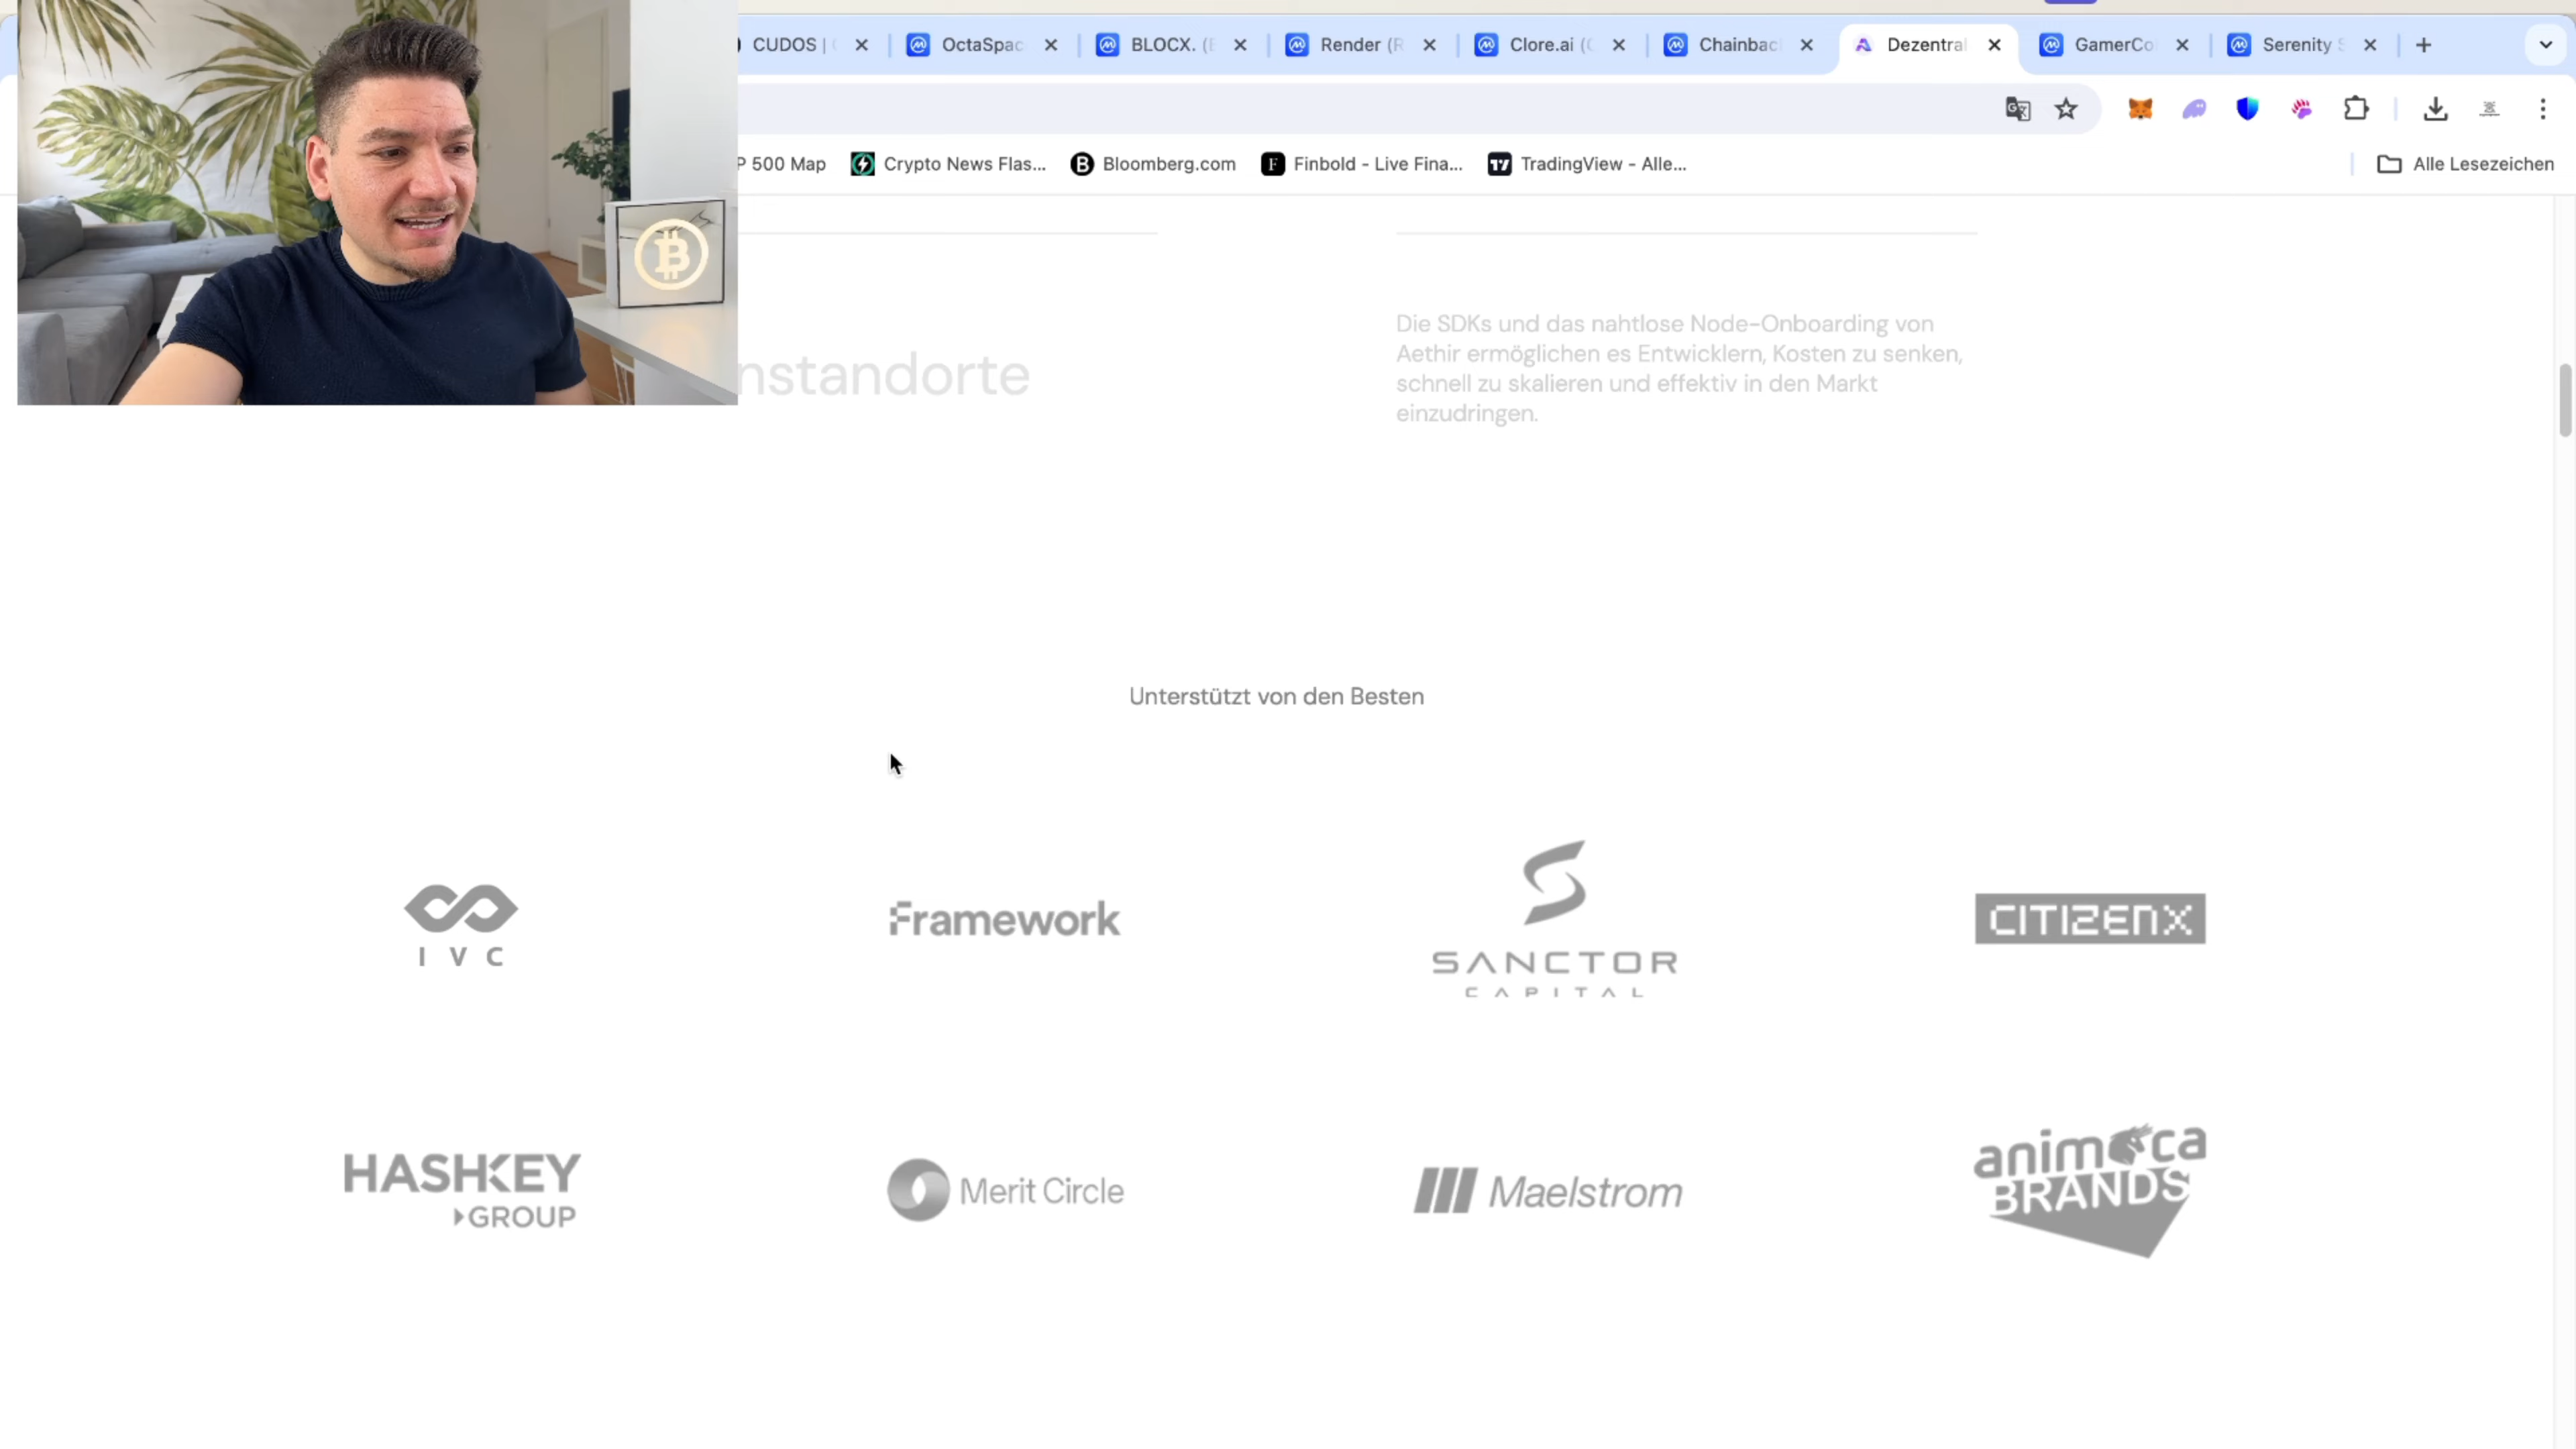 CUDOS |
OctaSpac
BLOCX. (
Render (R
Clore.ai (
Chainbac
Dezentral
GamerCo
Serenity S
P 500 Map
Crypto News Flas...
Bloomberg.com
Finbold - Live Fina...
TradingView - Alle...
Alle Lesezeichen
nstandorte
Die SDKs und das nahtlose Node-Onboarding von
Aethir ermöglichen es Entwicklern, Kosten zu senken,
schnell zu skalieren und effektiv in den Markt
einzudringen.
Unterstützt von den Besten
IVC
Framework
SANCTOR
CAPITAL
CITIZENX
HASHKEY
GROUP
Merit Circle
Maelstrom
animoca
BRANDS